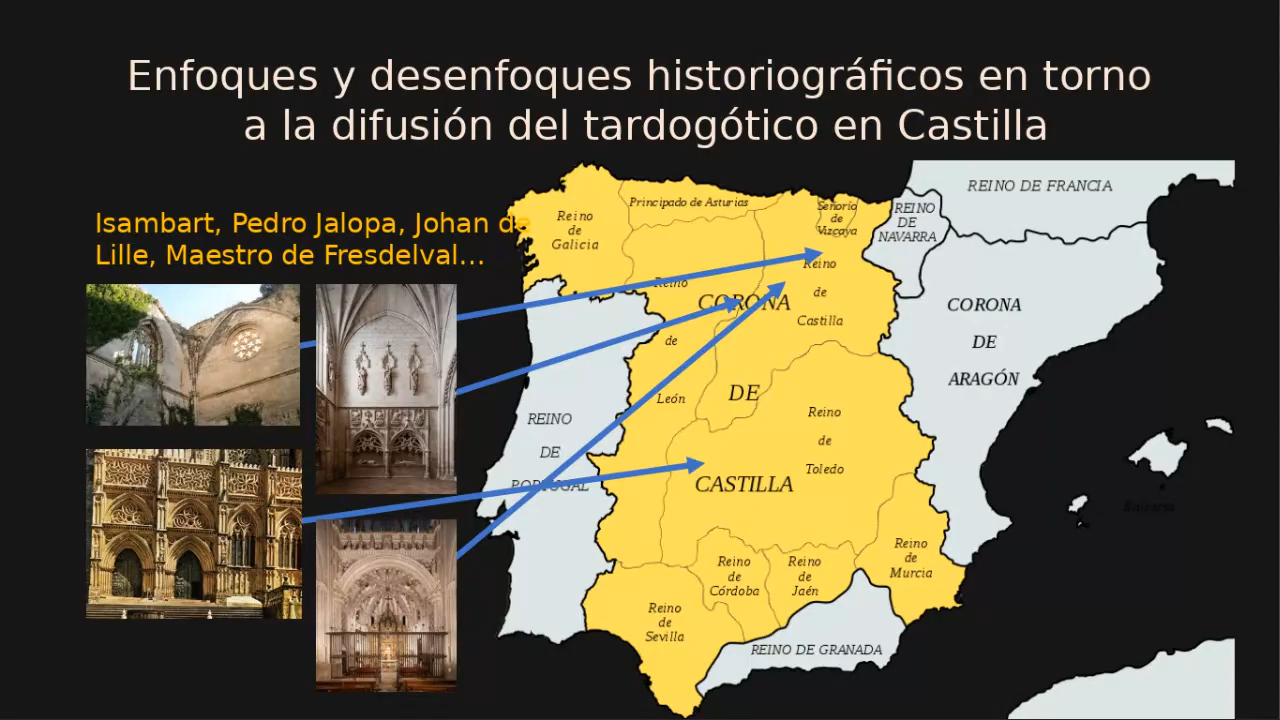 Enfoques y desenfoques historiográficos en torno
a la difusión del tardogótico en Castilla
Isambart, Pedro Jalopa, Johan de
Lille, Maestro de Fresdelval…
REINO DE FRANCIA
Principado de Asturias
Señorío
de
Vizcaya
REINO
DE
NAVARRA
Reino
de
Galicia
Reino
de
León
Reino
de
Castilla
CORONA
DE
CASTILLA
CORONA
DE
ARAGÓN
REINO
DE
PORTUGAL
Reino
de
Toledo
Baleares
Reino
de
Murcia
Reino
de
Córdoba
Reino
de
Jaén
Reino
de
Sevilla
REINO DE GRANADA